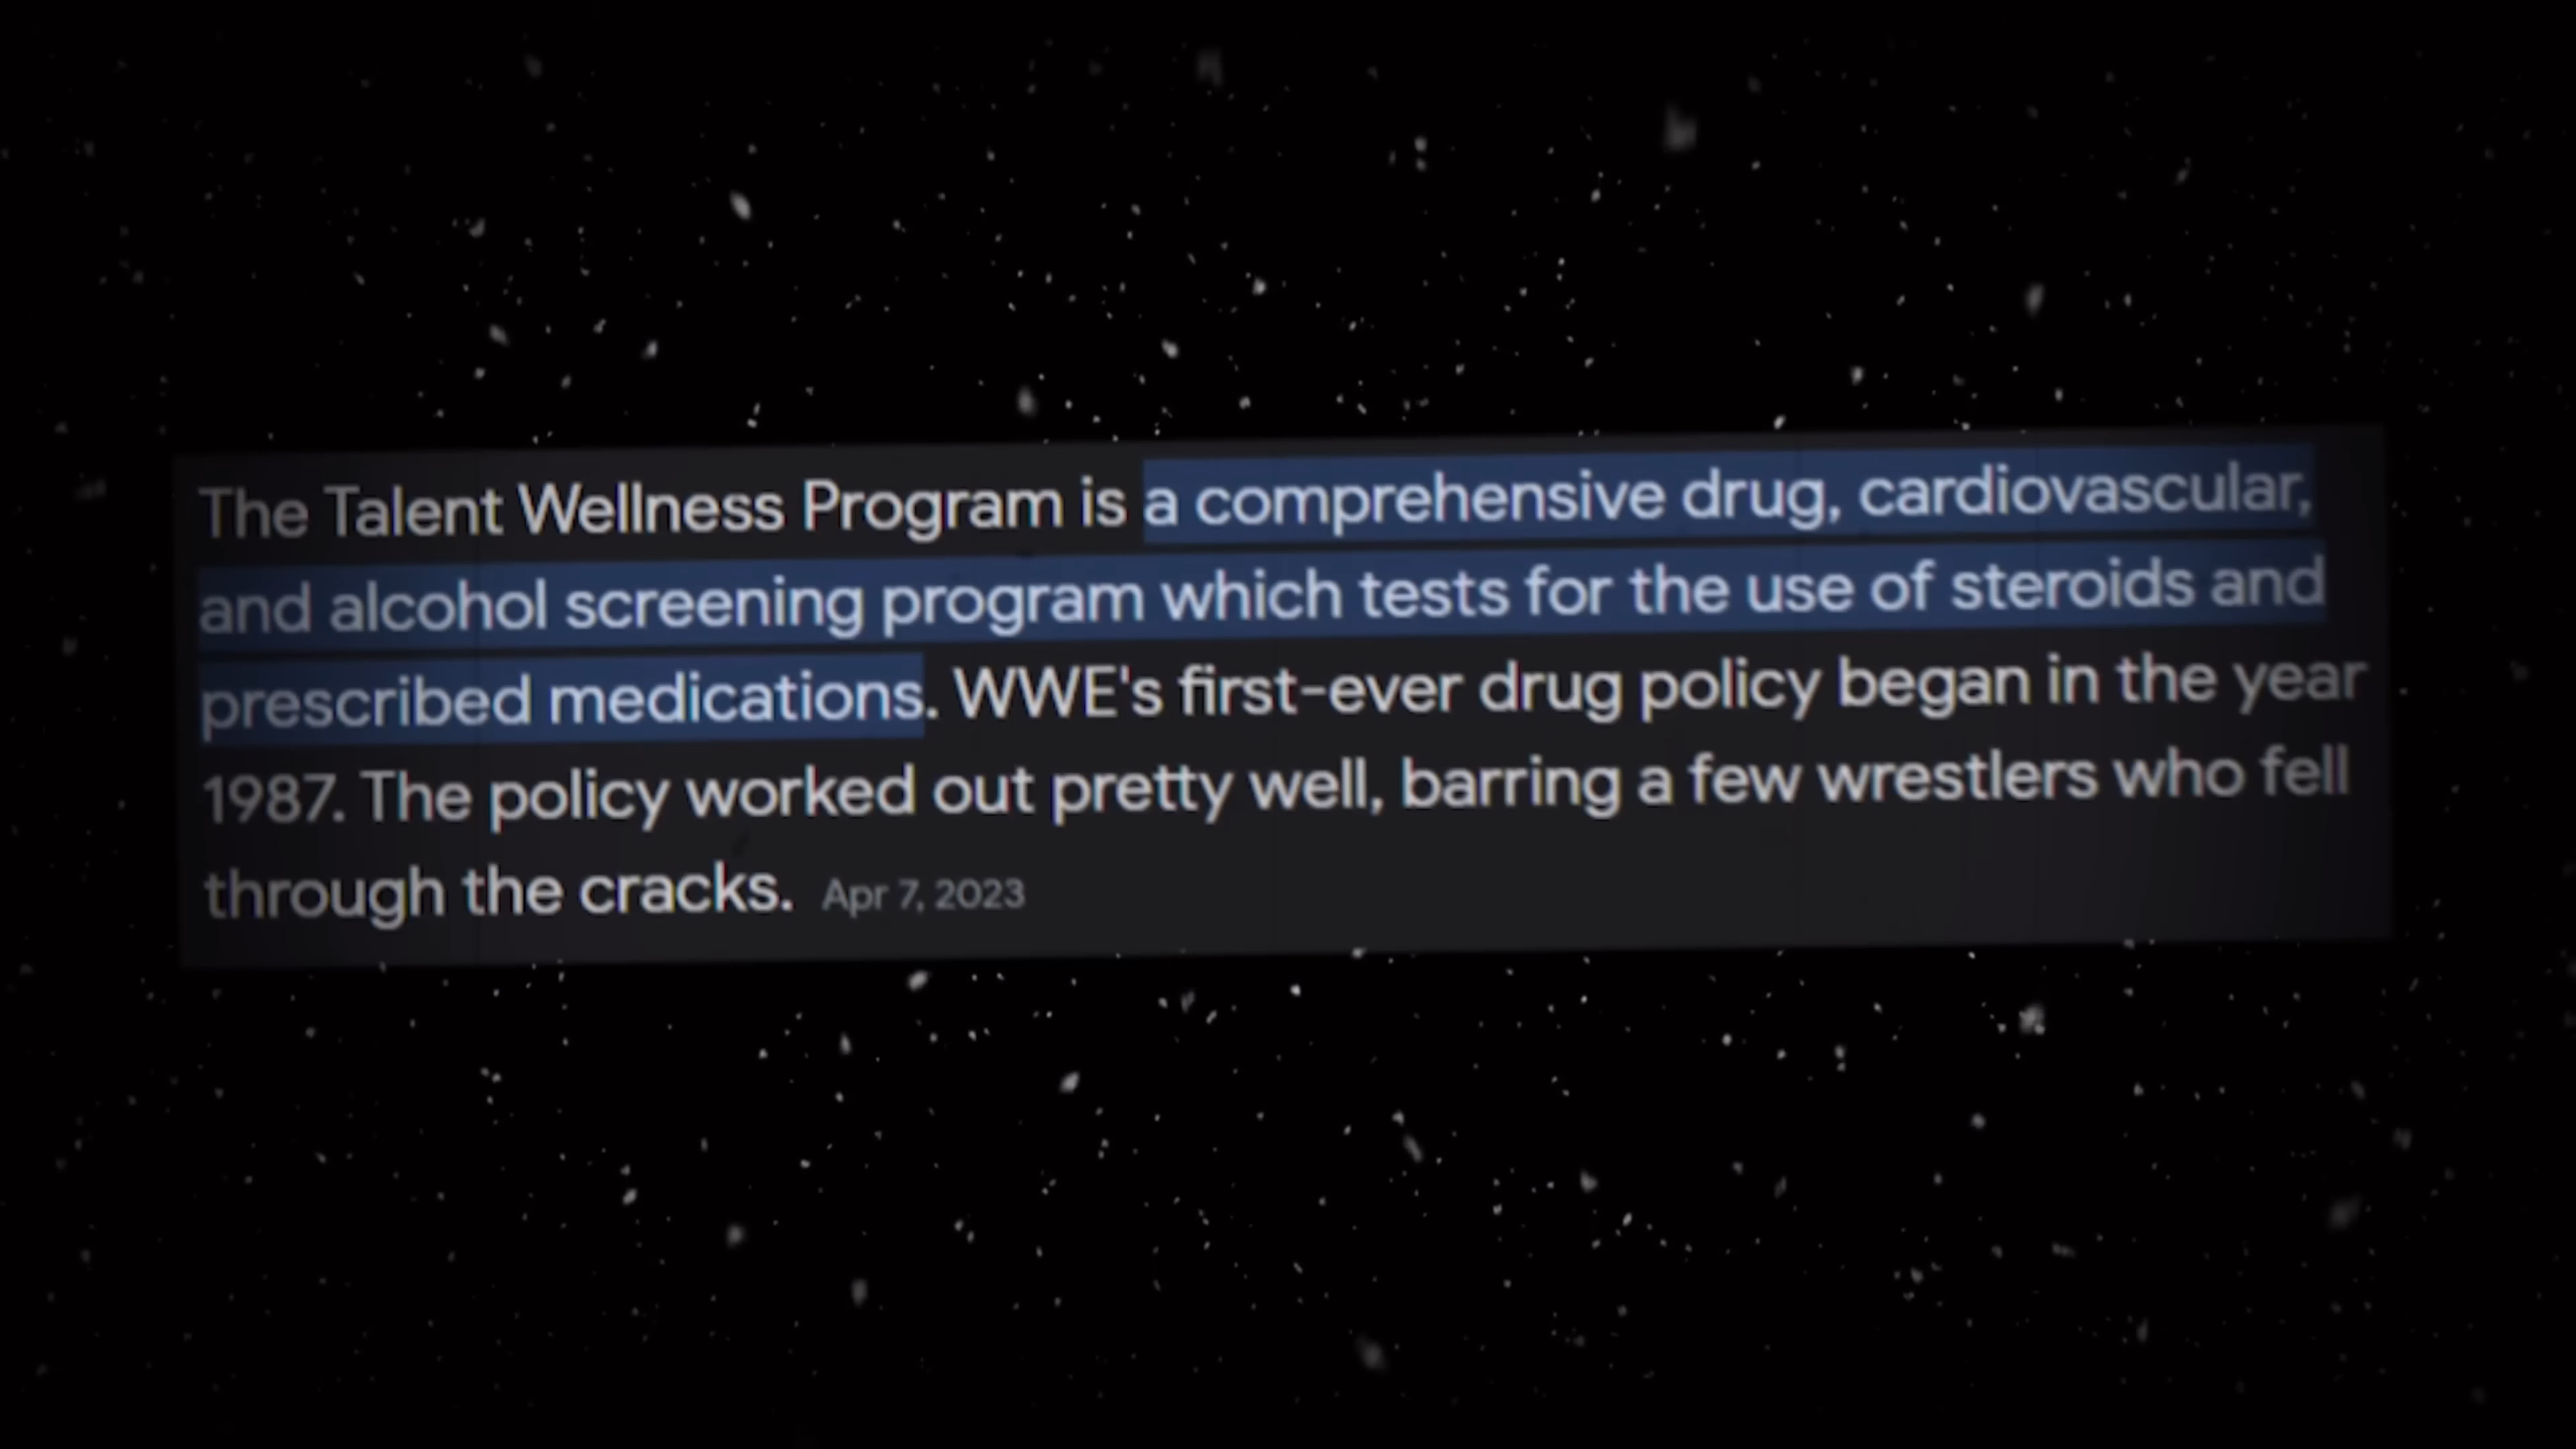 The Talent Wellness Program is a comprehensive drug, cardiovascular,
and alcohol screening program which tests for the use of steroids and
prescribed medications. WWE's first-ever drug policy began in the year
1987. The policy worked out pretty well, barring a few wrestlers who fell
through the cracks. Apr 7, 2023